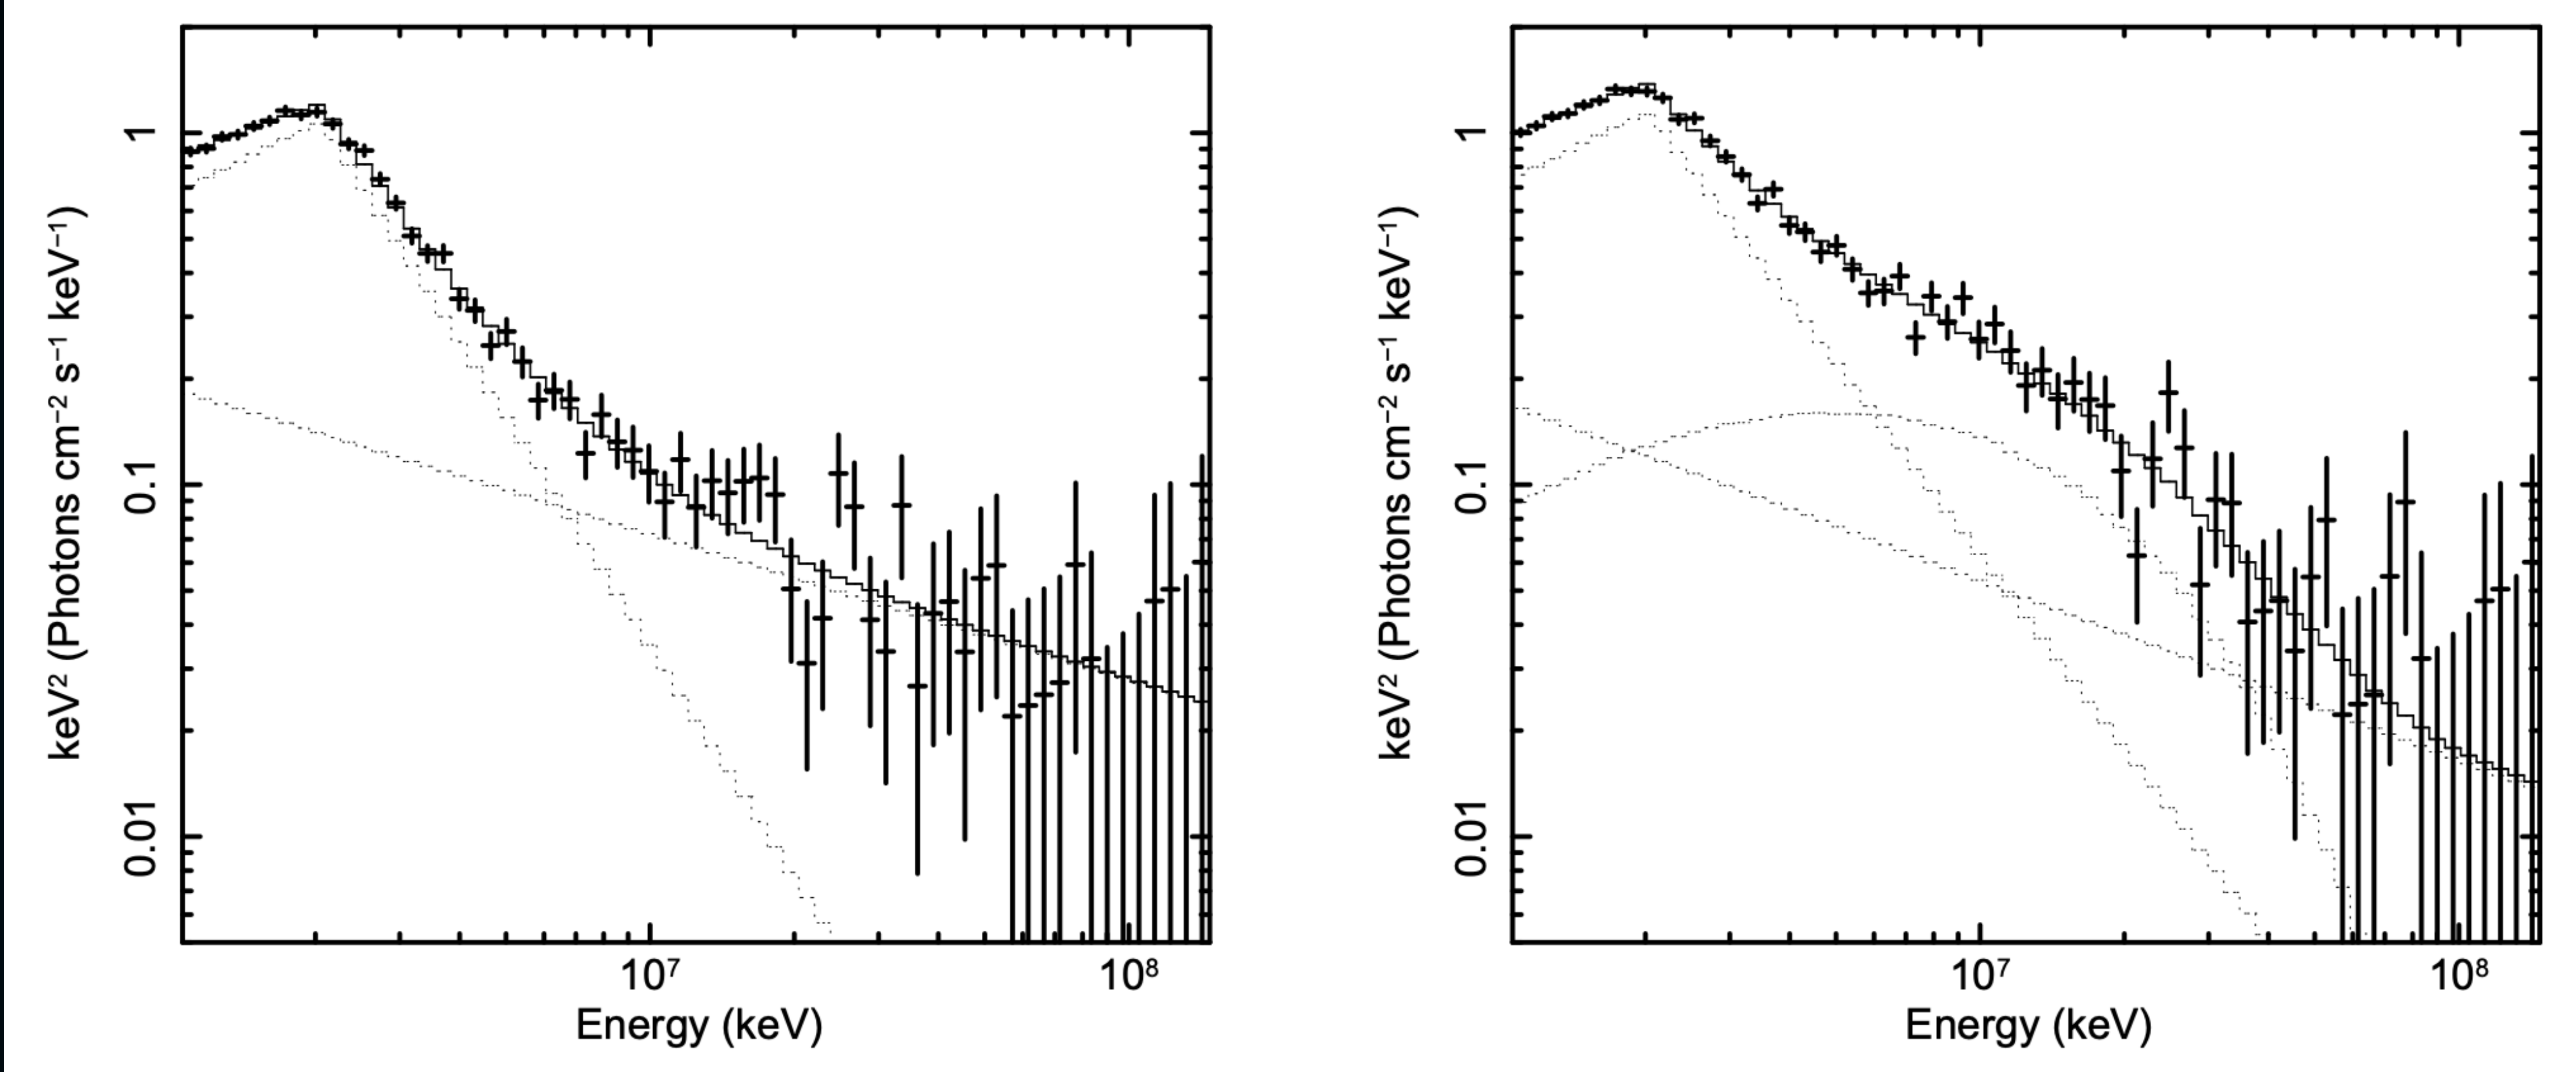 keV² (Photons cm⁻² s⁻¹ keV⁻¹)
1
0.1
0.01
10⁷
10⁸
Energy (keV)
keV² (Photons cm⁻² s⁻¹ keV⁻¹)
1
0.1
0.01
10⁷
10⁸
Energy (keV)